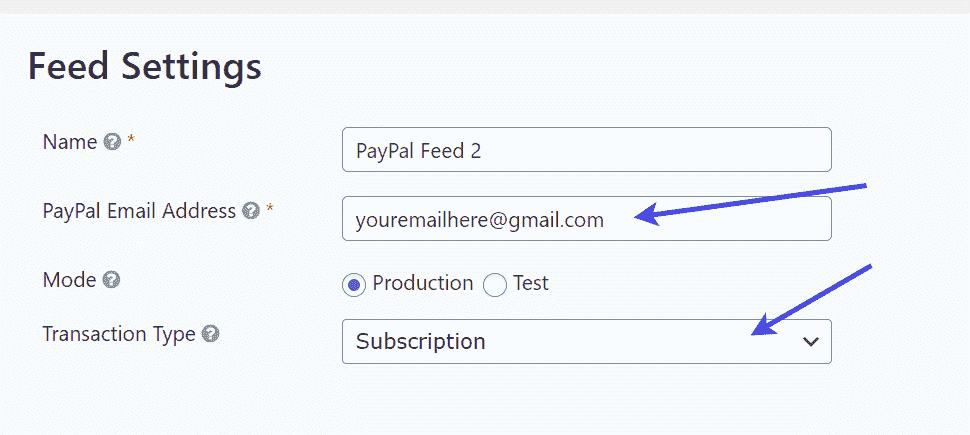 Feed Settings
Name * PayPal Feed 2
PayPal Email Address * youremailhere@gmail.com
Mode Production Test
Transaction Type Subscription